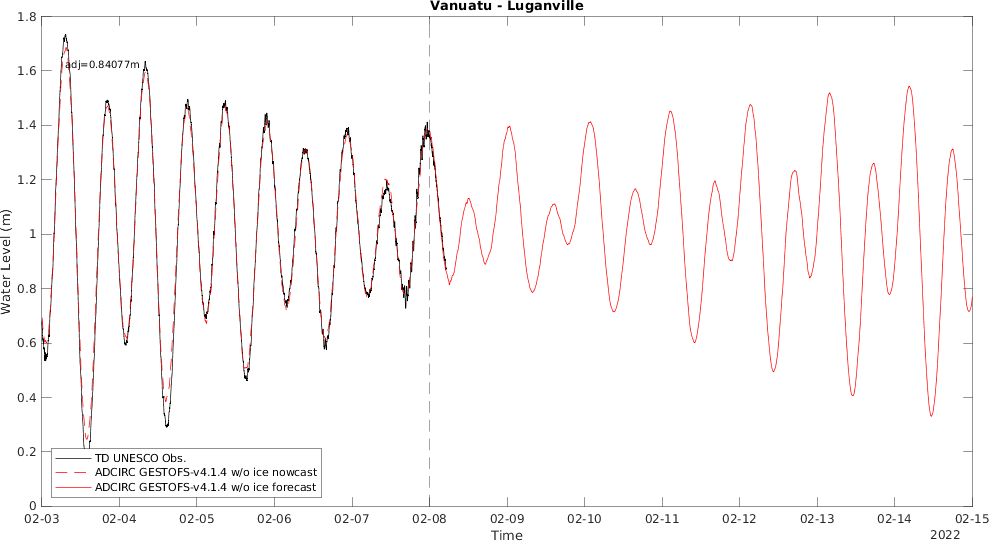 Vanuatu - Luganville
1.8
1.6
1.4
1.2
1
0.8
0.6
0.4
0.2
0
Water Level (m)
adj=0.84077m
TD UNESCO Obs.
ADCIRC GESTOFS-v4.1.4 w/o ice nowcast
ADCIRC GESTOFS-v4.1.4 w/o ice forecast
02-03 02-04 02-05 02-06 02-07 02-08 02-09 02-10 02-11 02-12 02-13 02-14 02-15
Time
2022